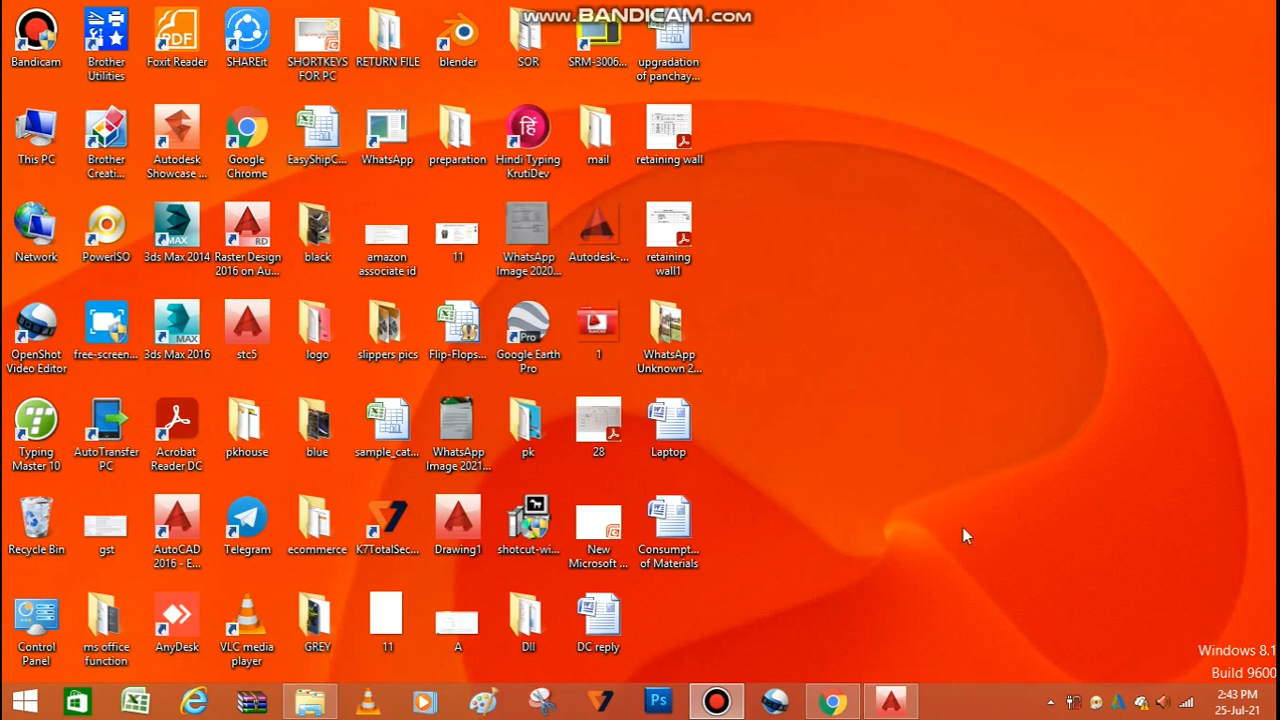 www.BANDICAM.com
Bandicam
Brother
Utilities
PDF
Foxit Reader
SHAREit
SHORTKEYS
FOR PC
RETURN FILE
blender
SOR
SRM-3006...
upgradation
of panchay...
This PC
Brother
Creati...
Autodesk
Showcase ...
Google
Chrome
EasyShipC...
WhatsApp
preparation
हिं
Hindi Typing
KrutiDev
mail
retaining wall
Network
PowerISO
MAX
3ds Max 2014
RD
Raster Design
2016 on Au...
black
amazon
associate id
11
WhatsApp
Image 2020...
Autodesk-...
retaining
wall1
OpenShot
Video Editor
free-screen...
MAX
3ds Max 2016
stc5
logo
slippers pics
Flip-Flops...
Pro
Google Earth
Pro
1
WhatsApp
Unknown 2...
Typing
Master 10
AutoTransfer
PC
Acrobat
Reader DC
pkhouse
blue
sample_cat...
WhatsApp
Image 2021...
pk
28
Laptop
Recycle Bin
gst
AutoCAD
2016 - E...
Telegram
ecommerce
K7TotalSec...
Drawing1
shotcut-wi...
New
Microsoft ...
Consumpt...
of Materials
Control
Panel
ms office
function
AnyDesk
VLC media
player
GREY
11
A
Dll
DC reply
Windows 8.1
Build 9600
Ps
2:43 PM
25-Jul-21